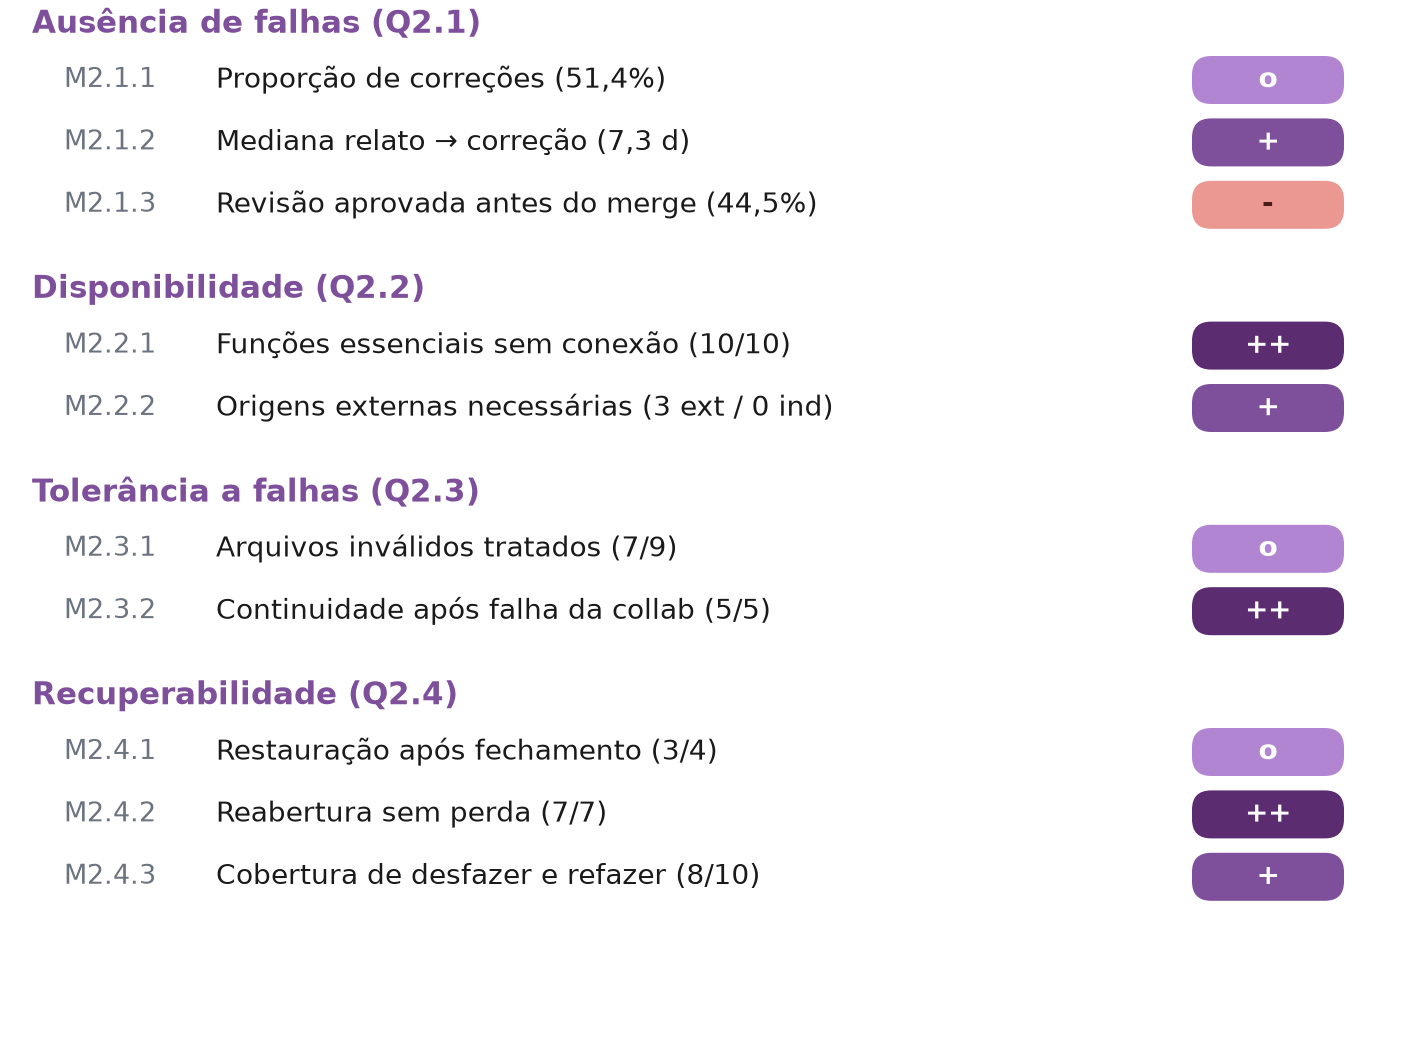 Ausência de falhas (Q2.1)
M2.1.1 Proporção de correções (51,4%) o
M2.1.2 Mediana relato → correção (7,3 d) +
M2.1.3 Revisão aprovada antes do merge (44,5%) -
Disponibilidade (Q2.2)
M2.2.1 Funções essenciais sem conexão (10/10) ++
M2.2.2 Origens externas necessárias (3 ext / 0 ind) +
Tolerância a falhas (Q2.3)
M2.3.1 Arquivos inválidos tratados (7/9) o
M2.3.2 Continuidade após falha da collab (5/5) ++
Recuperabilidade (Q2.4)
M2.4.1 Restauração após fechamento (3/4) o
M2.4.2 Reabertura sem perda (7/7) ++
M2.4.3 Cobertura de desfazer e refazer (8/10) +